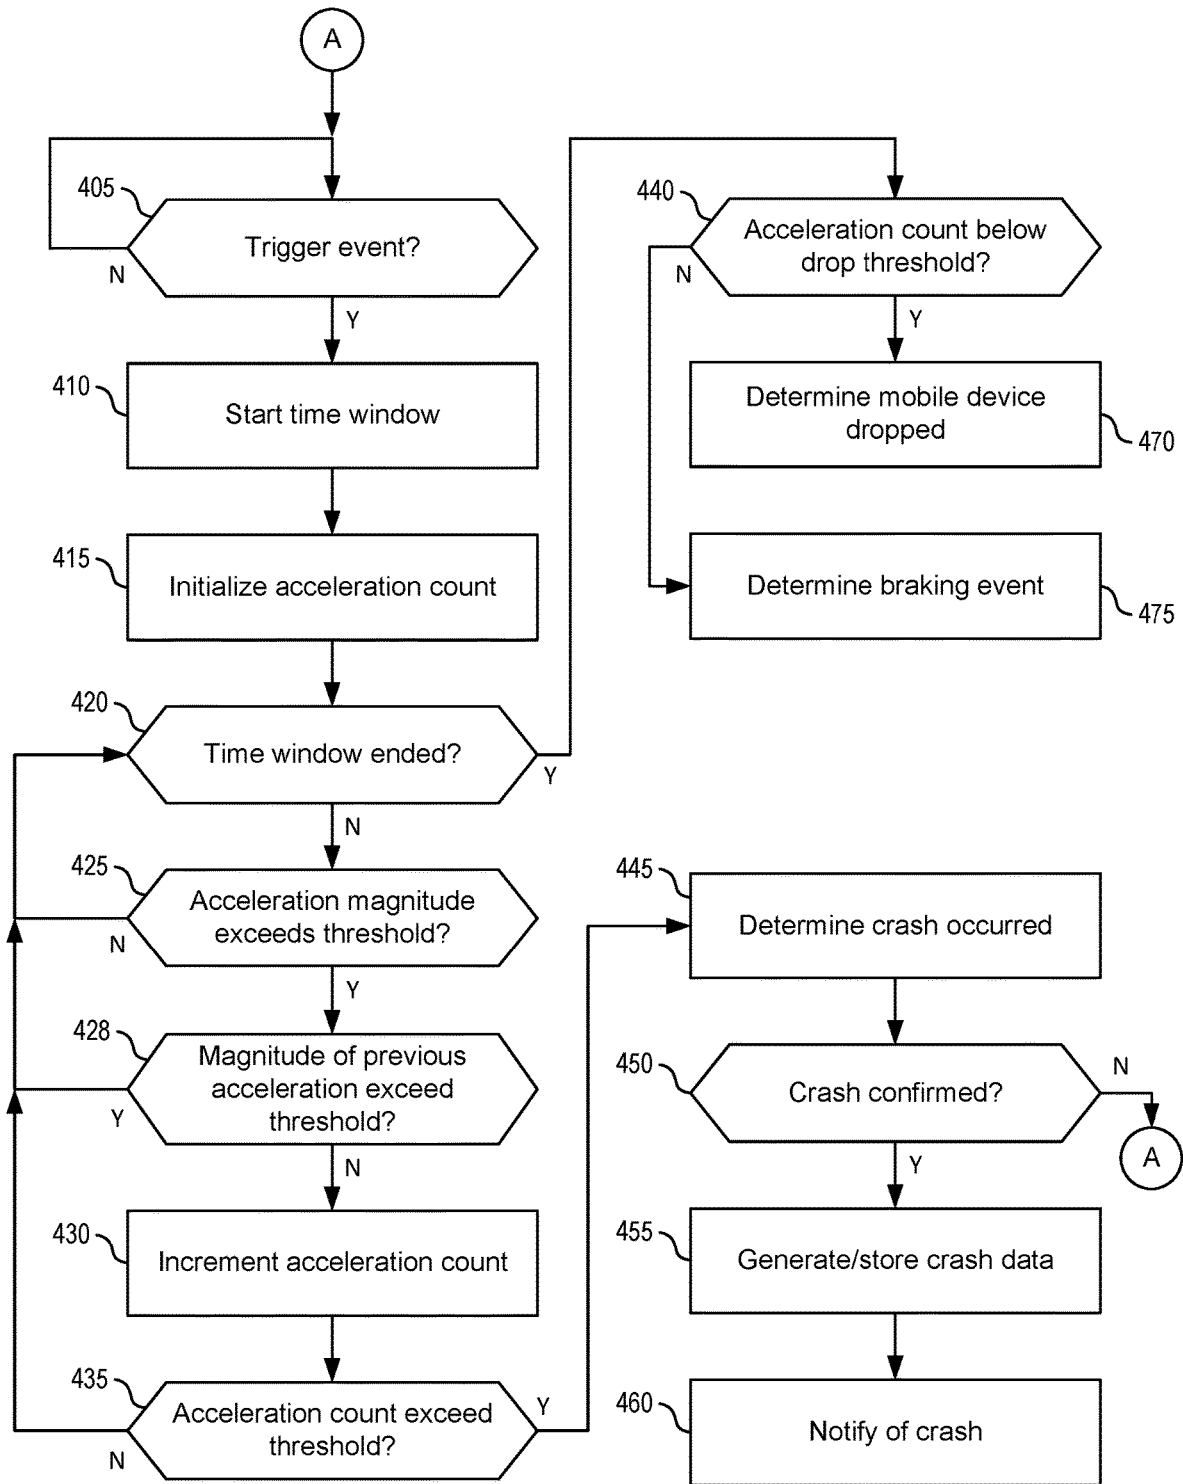 A
405
Trigger event?
N
Y
410
Start time window
415
Initialize acceleration count
420
Time window ended?
Y
N
425
Acceleration magnitude
exceeds threshold?
N
Y
428
Magnitude of previous
acceleration exceed
threshold?
Y
N
430
Increment acceleration count
435
Acceleration count exceed
threshold?
Y
N
440
Acceleration count below
drop threshold?
N
Y
Determine mobile device
dropped
470
Determine braking event
475
445
Determine crash occurred
450
Crash confirmed?
N
A
Y
455
Generate/store crash data
460
Notify of crash